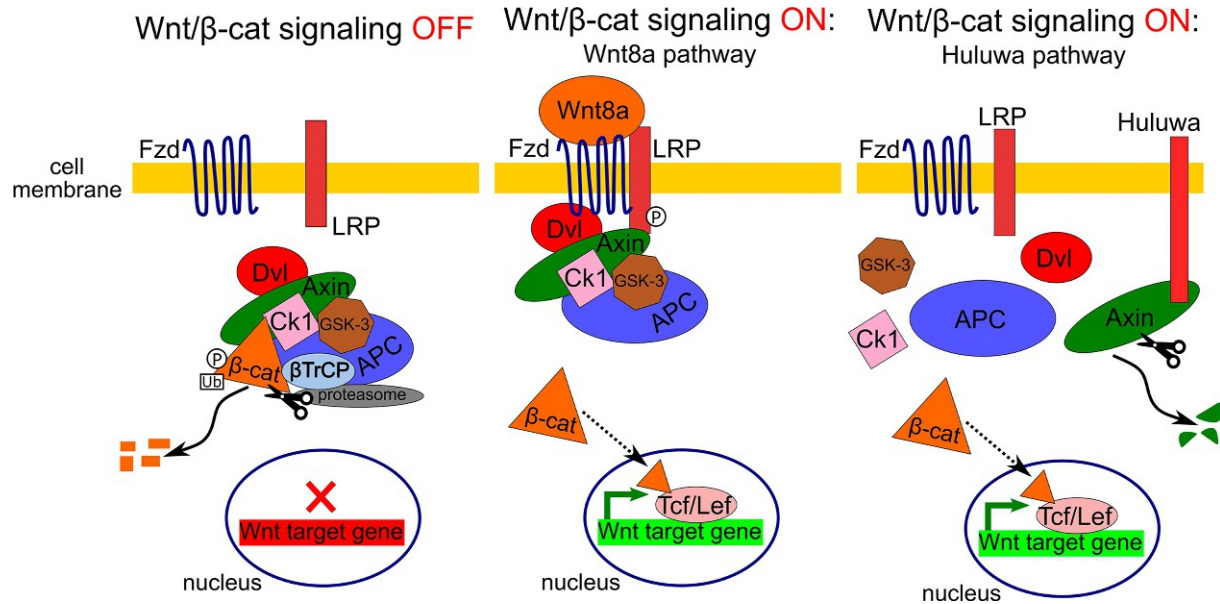 Wnt/β-cat signaling OFF
Fzd
LRP
cell
membrane
Dvl
Axin
Ck1
GSK-3
APC
β-cat
P
Ub
βTrCP
proteasome
Wnt target gene
nucleus
Wnt/β-cat signaling ON:
Wnt8a pathway
Wnt8a
Fzd
LRP
P
Dvl
Axin
Ck1
GSK-3
APC
β-cat
Tcf/Lef
Wnt target gene
nucleus
Wnt/β-cat signaling ON:
Huluwa pathway
Fzd
LRP
Huluwa
GSK-3
Dvl
APC
Axin
Ck1
β-cat
Tcf/Lef
Wnt target gene
nucleus